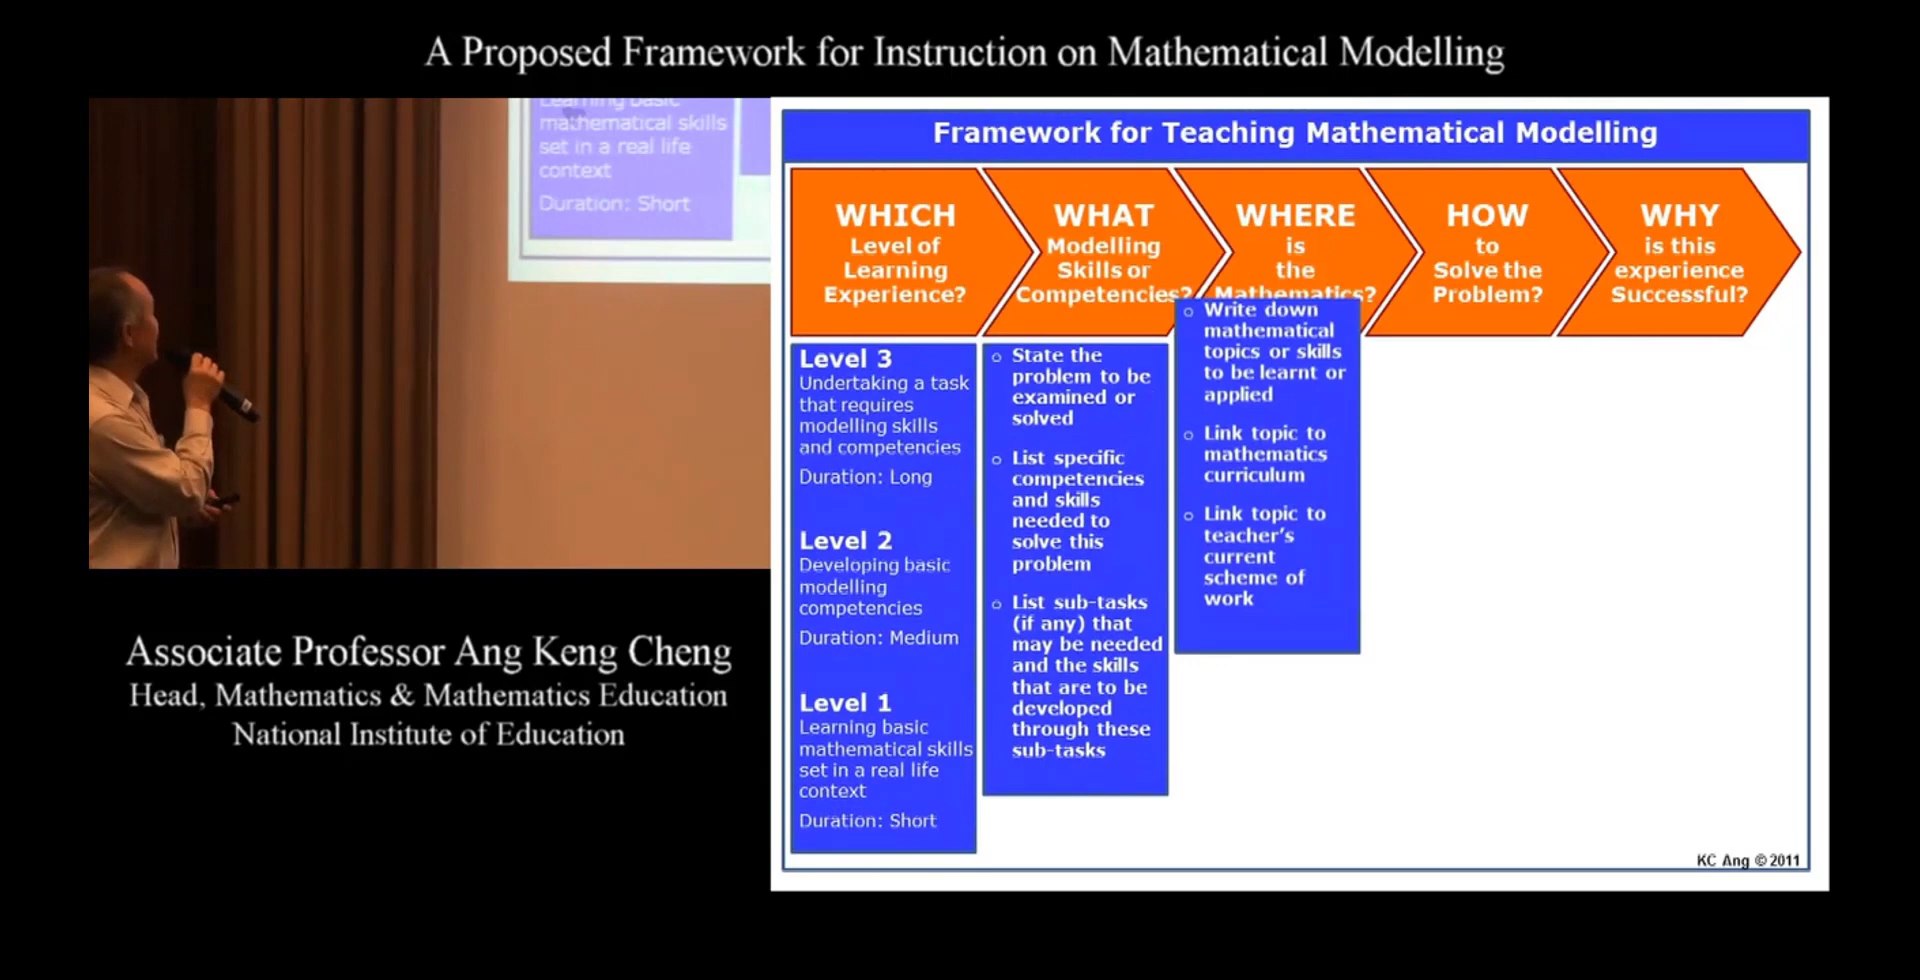 A Proposed Framework for Instruction on Mathematical Modelling
Learning basic
mathematical skills
set in a real life
context
Duration: Short
Associate Professor Ang Keng Cheng
Head, Mathematics & Mathematics Education
National Institute of Education
Framework for Teaching Mathematical Modelling
WHICH
Level of
Learning
Experience?
WHAT
Modelling
Skills or
Competencies?
WHERE
is
the
Mathematics?
HOW
to
Solve the
Problem?
WHY
is this
experience
Successful?
Level 3
Undertaking a task
that requires
modelling skills
and competencies
Duration: Long
Level 2
Developing basic
modelling
competencies
Duration: Medium
Level 1
Learning basic
mathematical skills
set in a real life
context
Duration: Short
o State the
problem to be
examined or
solved
o List specific
competencies
and skills
needed to
solve this
problem
o List sub-tasks
(if any) that
may be needed
and the skills
that are to be
developed
through these
sub-tasks
o Write down
mathematical
topics or skills
to be learnt or
applied
o Link topic to
mathematics
curriculum
o Link topic to
teacher's
current
scheme of
work
KC Ang © 2011